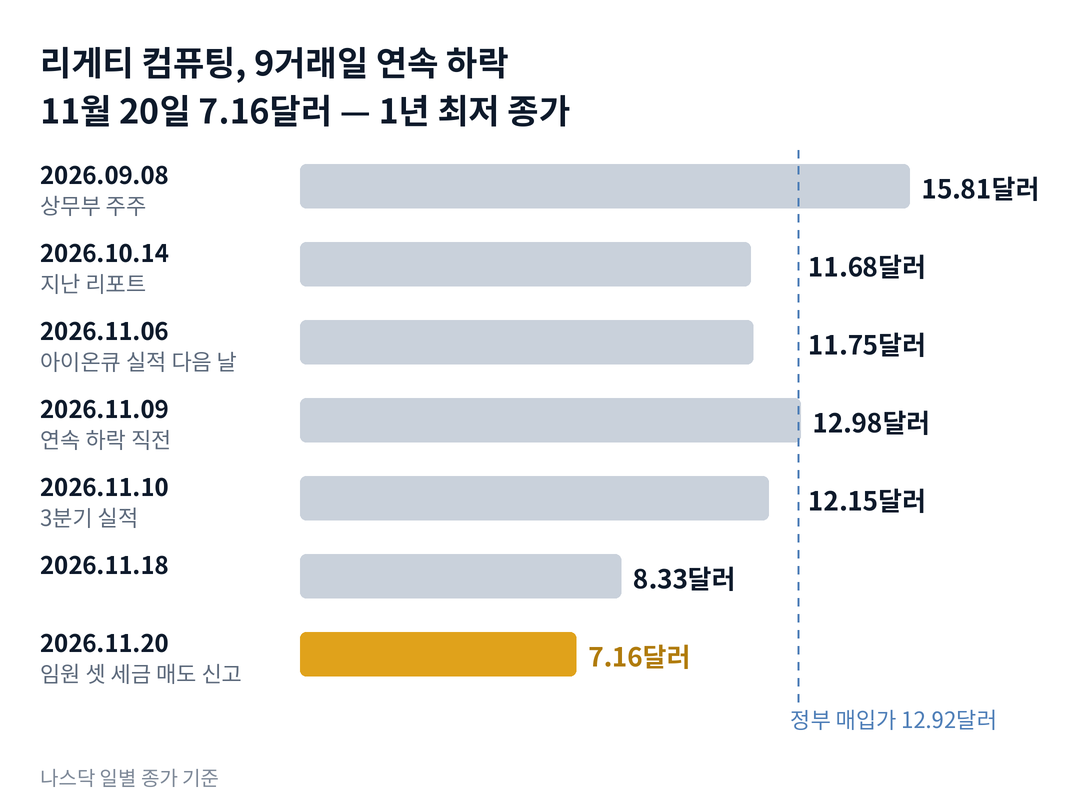 리게티 컴퓨팅, 9거래일 연속 하락
11월 20일 7.16달러 — 1년 최저 종가
2026.09.08
상무부 주주
15.81달러
2026.10.14
지난 리포트
11.68달러
2026.11.06
아이온큐 실적 다음 날
11.75달러
2026.11.09
연속 하락 직전
12.98달러
2026.11.10
3분기 실적
12.15달러
2026.11.18
8.33달러
2026.11.20
임원 셋 세금 매도 신고
7.16달러
정부 매입가 12.92달러
나스닥 일별 종가 기준